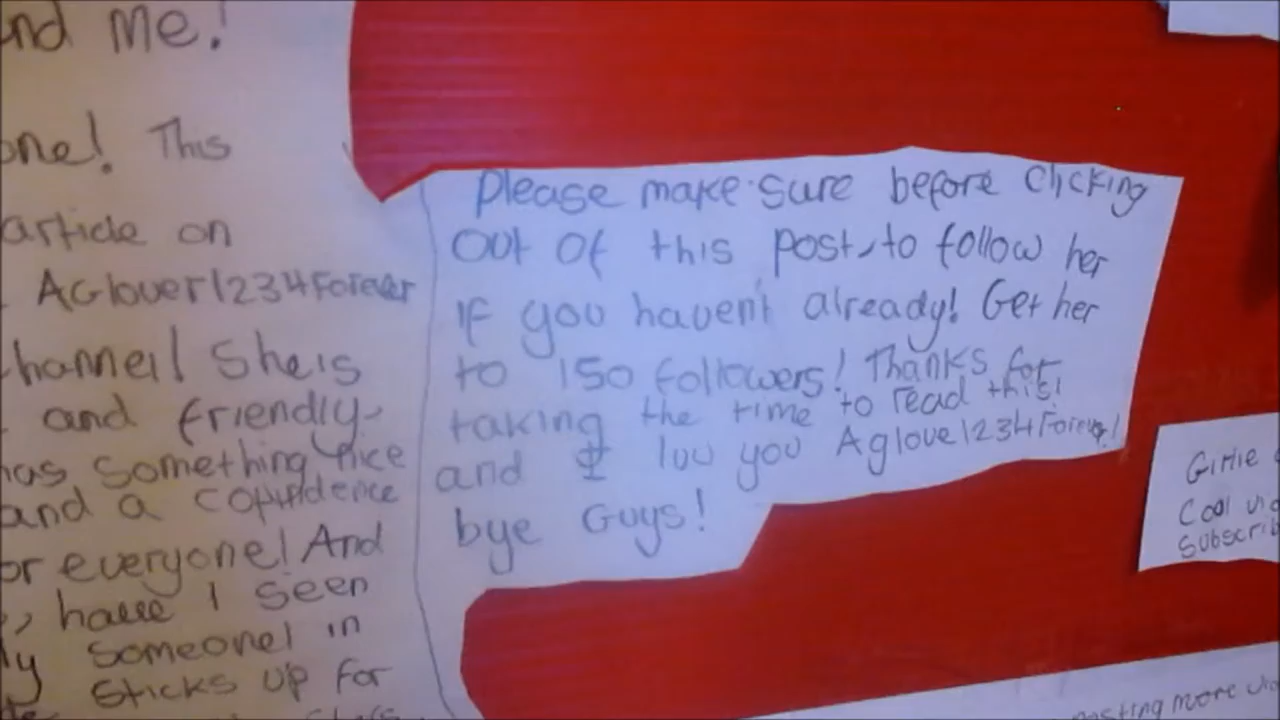 and me!
one! This
article on
AGlover1234Forever
channel! She is
and friendly,
has something nice
and a
or everyone! And
have I seen
someone! in
sticks up for
Please make sure before clicking
out of this post, to follow her
if you haven't already! Get her
to 150 followers! Thanks for
taking the time to read this!
and I luv you Aglove1234Forever!
bye Guys!
Girlie
Cool
Subscrib
posting more